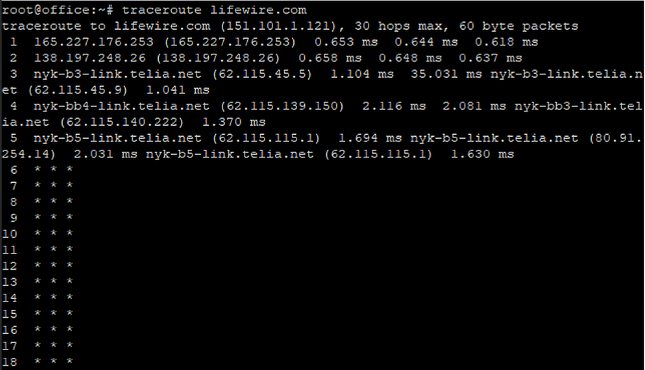 root@office:~# traceroute lifewire.com
traceroute to lifewire.com (151.101.1.121), 30 hops max, 60 byte packets
 1  165.227.176.253 (165.227.176.253)  0.653 ms  0.644 ms  0.618 ms
 2  138.197.248.26 (138.197.248.26)  0.658 ms  0.648 ms  0.637 ms
 3  nyk-b3-link.telia.net (62.115.45.5)  1.104 ms  35.031 ms nyk-b3-link.telia.n
et (62.115.45.9)  1.041 ms
 4  nyk-bb4-link.telia.net (62.115.139.150)  2.116 ms  2.081 ms nyk-bb3-link.tel
ia.net (62.115.140.222)  1.370 ms
 5  nyk-b5-link.telia.net (62.115.115.1)  1.694 ms nyk-b5-link.telia.net (80.91.
254.14)  2.031 ms nyk-b5-link.telia.net (62.115.115.1)  1.630 ms
 6  * * *
 7  * * *
 8  * * *
 9  * * *
10  * * *
11  * * *
12  * * *
13  * * *
14  * * *
15  * * *
16  * * *
17  * * *
18  * * *